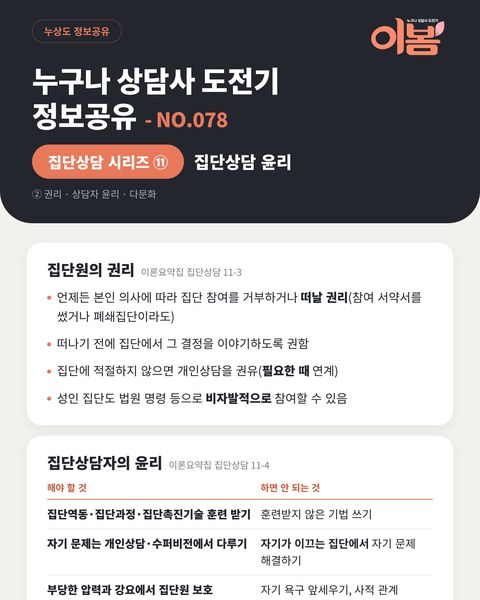 누상도 정보공유
누구나 상담사 도전기
이봄
누구나 상담사 도전기
정보공유 - NO.078
집단상담 시리즈 ⑪ 집단상담 윤리
② 권리 · 상담자 윤리 · 다문화
집단원의 권리 이론요약집 집단상담 11-3
• 언제든 본인 의사에 따라 집단 참여를 거부하거나 떠날 권리(참여 서약서를
썼거나 폐쇄집단이라도)
• 떠나기 전에 집단에서 그 결정을 이야기하도록 권함
• 집단에 적절하지 않으면 개인상담을 권유(필요한 때 연계)
• 성인 집단도 법원 명령 등으로 비자발적으로 참여할 수 있음
집단상담자의 윤리 이론요약집 집단상담 11-4
해야 할 것 하면 안 되는 것
집단역동·집단과정·집단촉진기술 훈련 받기 훈련받지 않은 기법 쓰기
자기 문제는 개인상담·수퍼비전에서 다루기 자기가 이끄는 집단에서 자기 문제
해결하기
부당한 압력과 강요에서 집단원 보호 자기 욕구 앞세우기, 사적 관계